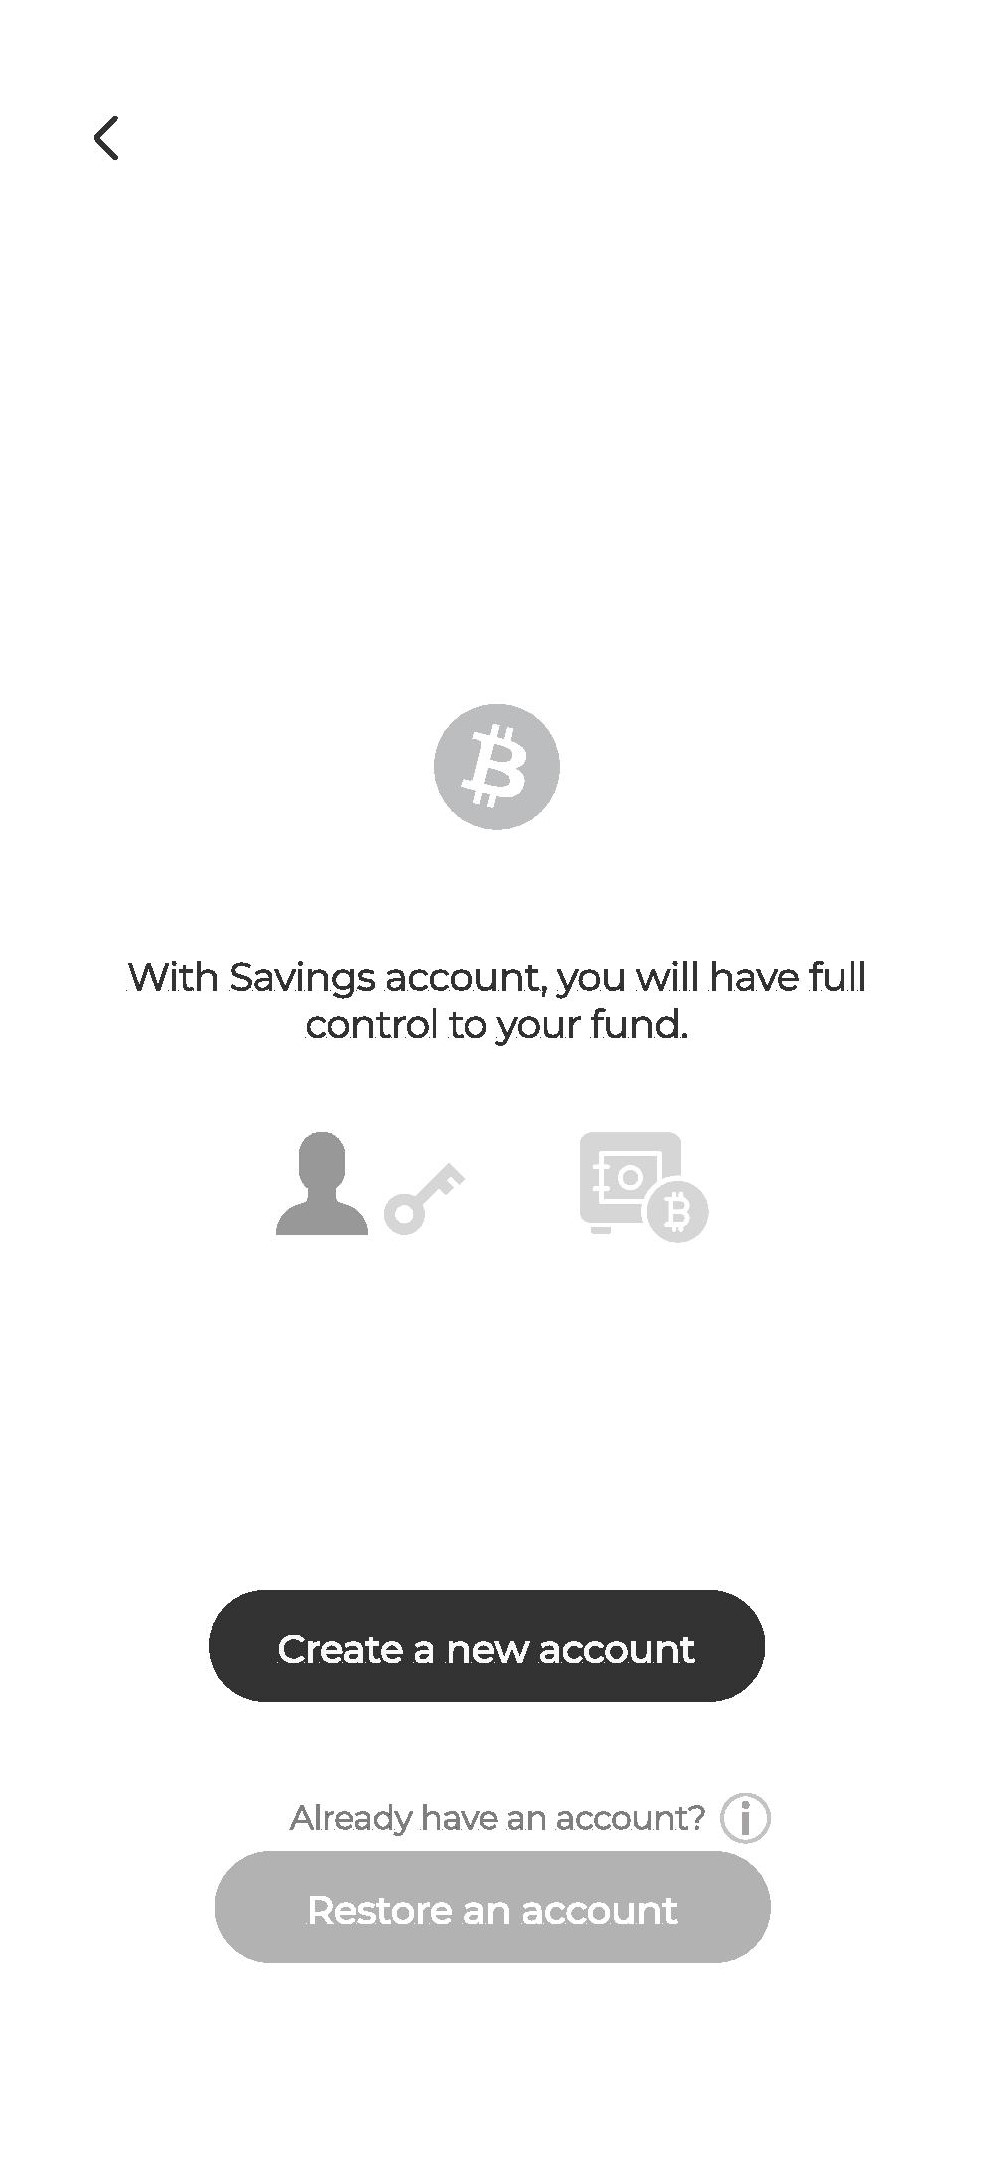 With Savings account, you will have full
control to your fund.
Create a new account
Already have an account?
Restore an account